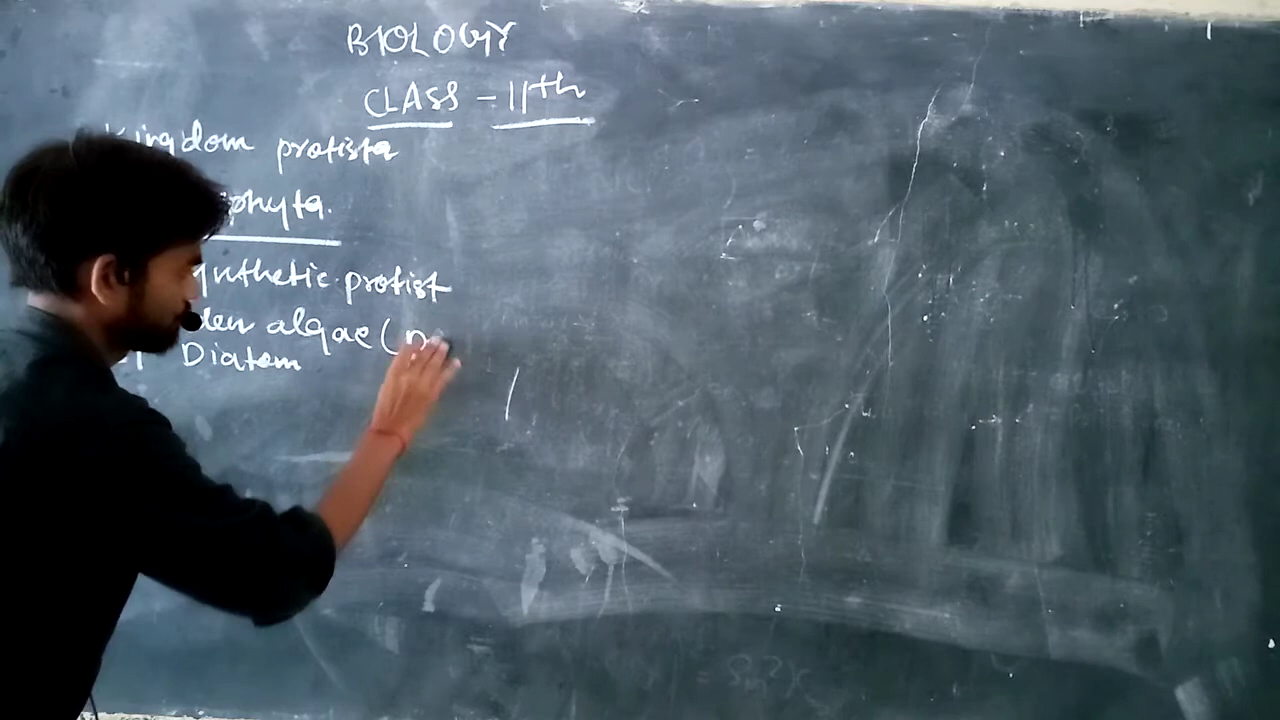 BIOLOGY
CLASS - 11th
Kingdom protista
phyta.
ynthetic protist
den algae (D
Diatom